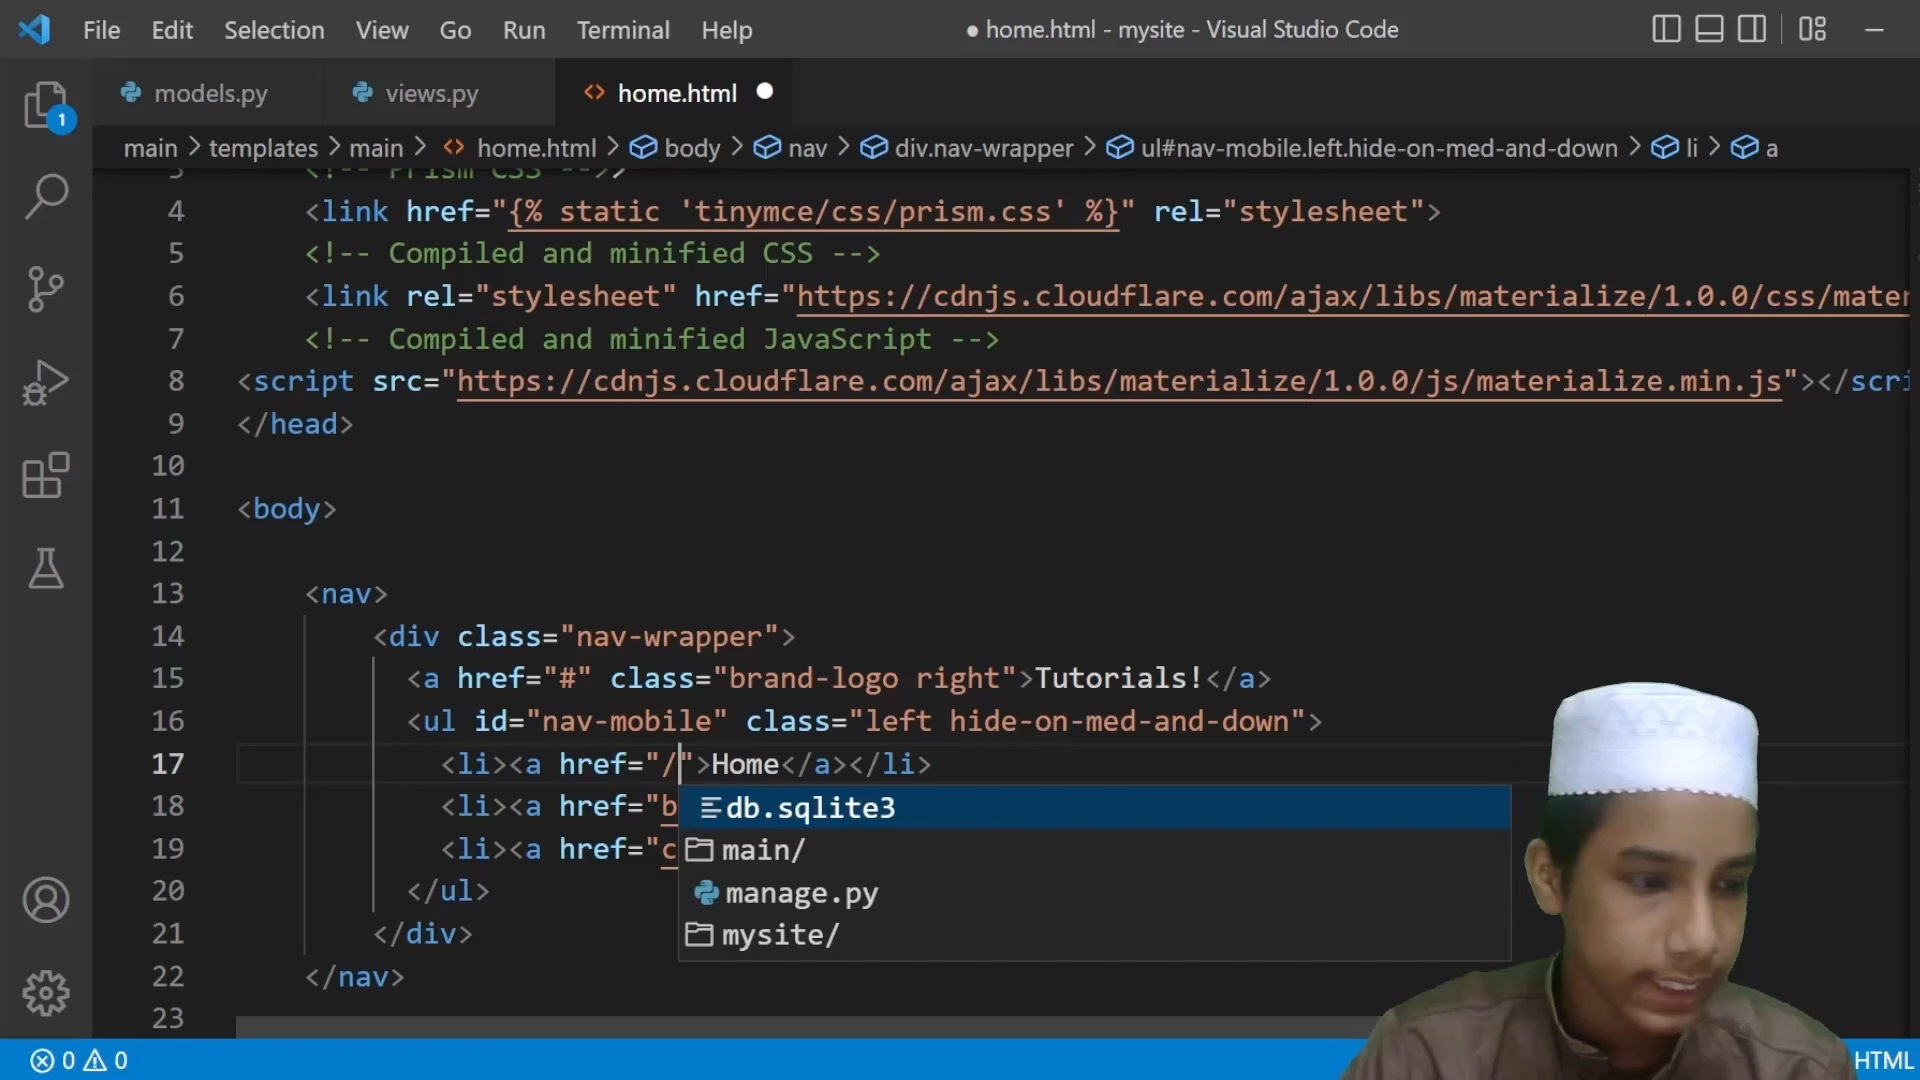 File Edit Selection View Go Run Terminal Help ● home.html - mysite - Visual Studio Code
models.py views.py <> home.html ●
main > templates > main > <> home.html > body > nav > div.nav-wrapper > ul#nav-mobile.left.hide-on-med-and-down > li > a
1
4 <link href="{% static 'tinymce/css/prism.css' %}" rel="stylesheet">
5 <!-- Compiled and minified CSS -->
6 <link rel="stylesheet" href="https://cdnjs.cloudflare.com/ajax/libs/materialize/1.0.0/css/mater
7 <!-- Compiled and minified JavaScript -->
8 <script src="https://cdnjs.cloudflare.com/ajax/libs/materialize/1.0.0/js/materialize.min.js"></scri
9 </head>
10
11 <body>
12
13 <nav>
14 <div class="nav-wrapper">
15 <a href="#" class="brand-logo right">Tutorials!</a>
16 <ul id="nav-mobile" class="left hide-on-med-and-down">
17 <li><a href="/">Home</a></li>
18 <li><a href="b
db.sqlite3
19 <li><a href="c
main/
20 </ul>
manage.py
21 </div>
mysite/
22 </nav>
23
0 0 HTML